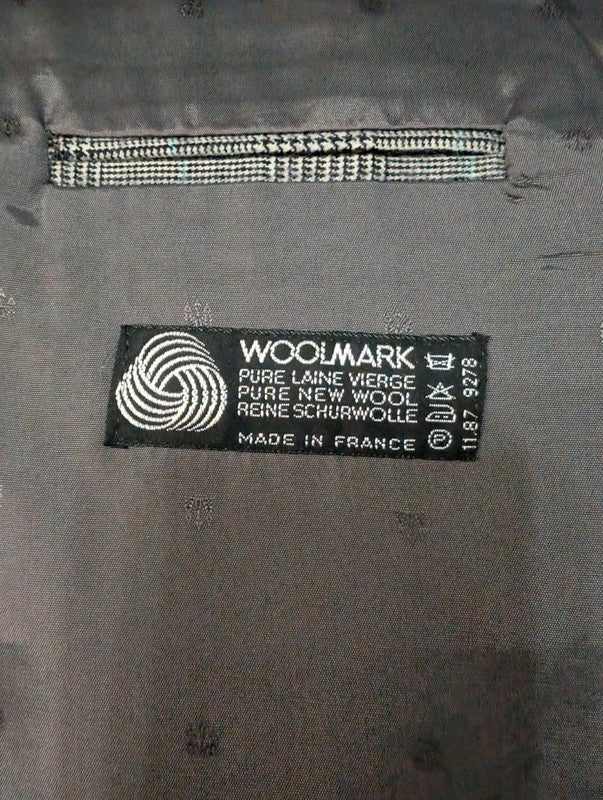 WOOLMARK
PURE LAINE VIERGE
PURE NEW WOOL
REINE SCHURWOLLE
MADE IN FRANCE
P
11.87. 9278